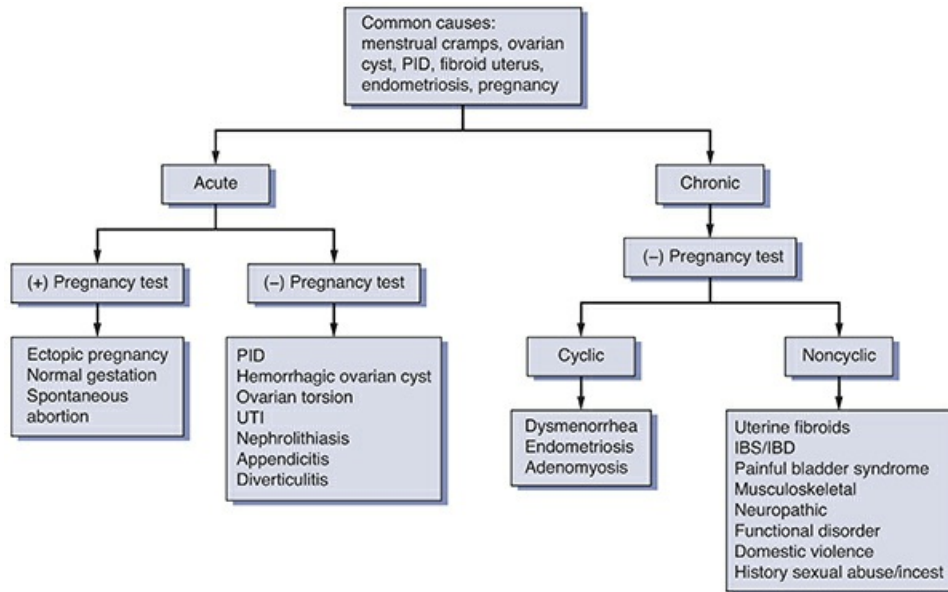 Common causes:
menstrual cramps, ovarian
cyst, PID, fibroid uterus,
endometriosis, pregnancy
Acute
Chronic
(+) Pregnancy test
(−) Pregnancy test
(−) Pregnancy test
Ectopic pregnancy
Normal gestation
Spontaneous
abortion
PID
Hemorrhagic ovarian cyst
Ovarian torsion
UTI
Nephrolithiasis
Appendicitis
Diverticulitis
Cyclic
Noncyclic
Dysmenorrhea
Endometriosis
Adenomyosis
Uterine fibroids
IBS/IBD
Painful bladder syndrome
Musculoskeletal
Neuropathic
Functional disorder
Domestic violence
History sexual abuse/incest